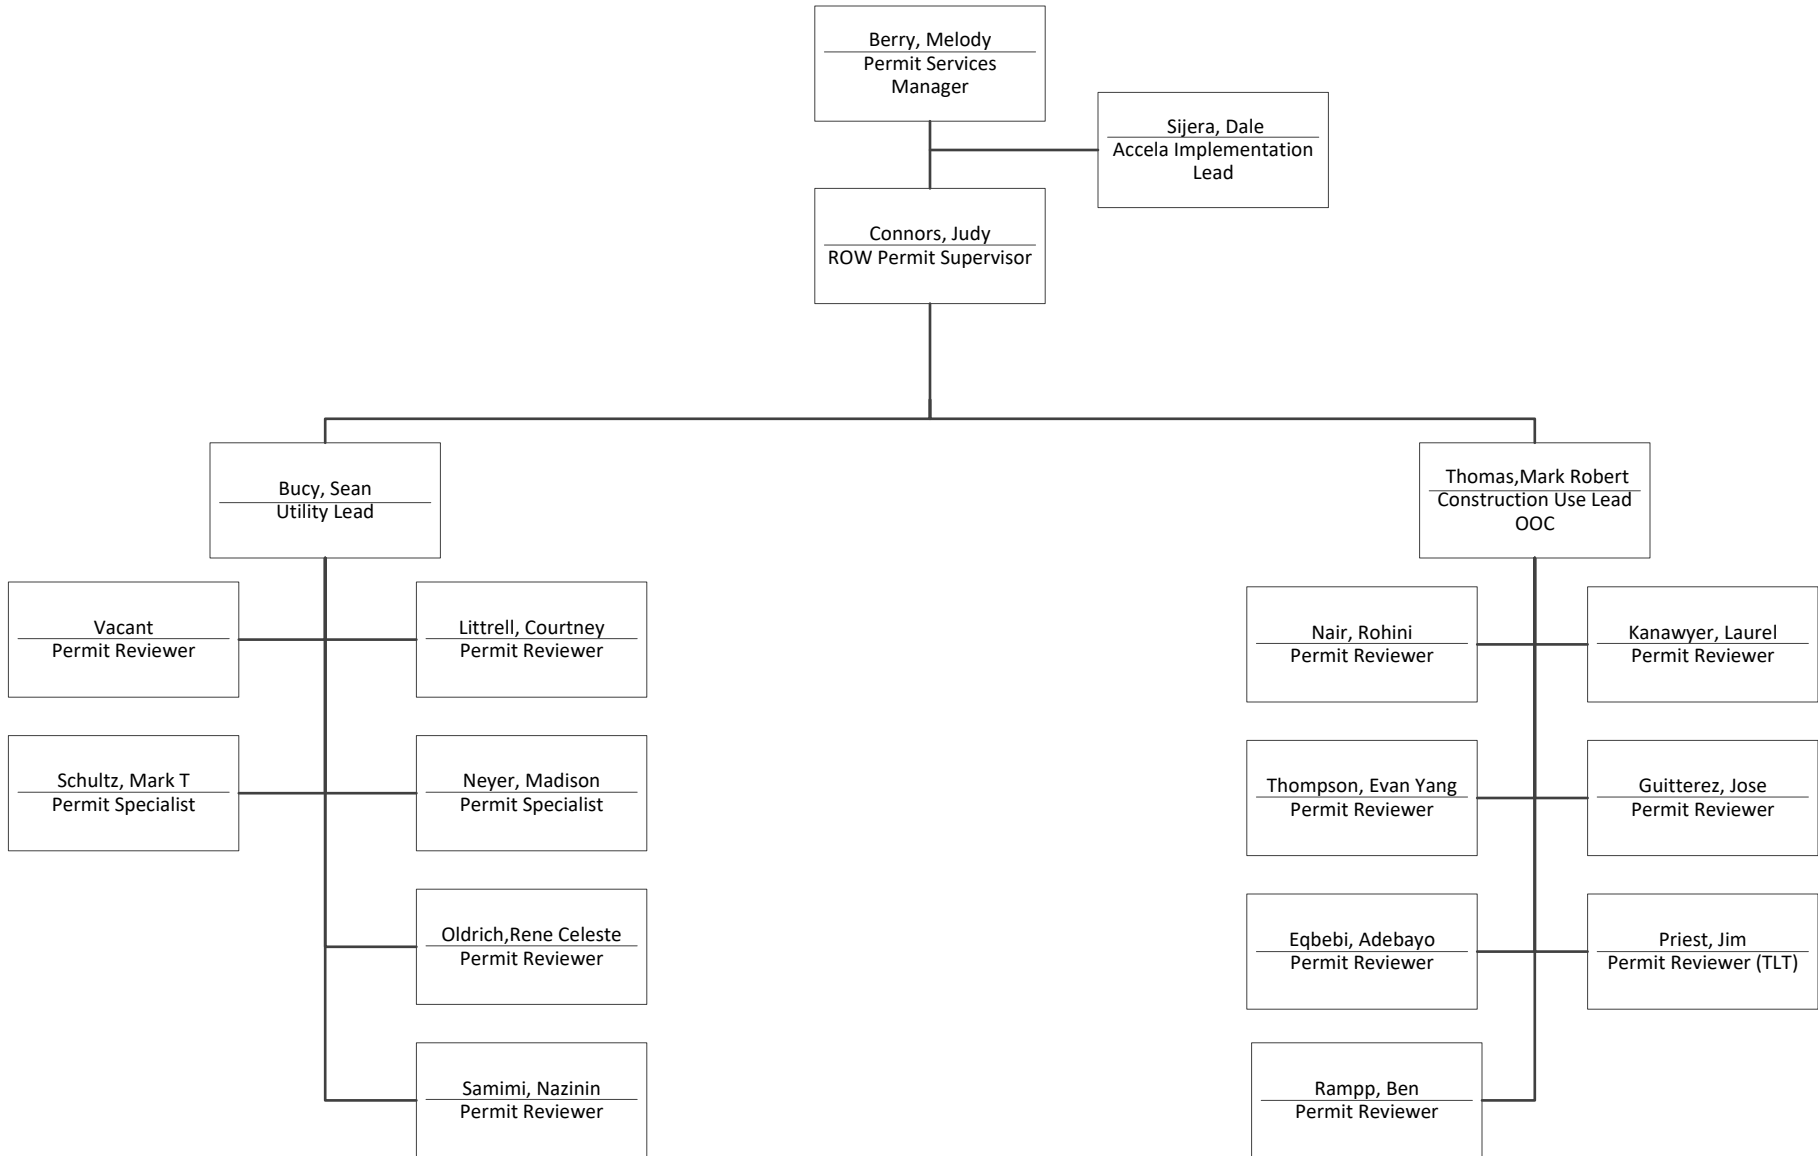 Berry, Melody
Permit Services
Manager
Sijera, Dale
Accela Implementation
Lead
Connors, Judy
ROW Permit Supervisor
Bucy, Sean
Utility Lead
Thomas,Mark Robert
Construction Use Lead
OOC
Vacant
Permit Reviewer
Littrell, Courtney
Permit Reviewer
Schultz, Mark T
Permit Specialist
Neyer, Madison
Permit Specialist
Oldrich,Rene Celeste
Permit Reviewer
Samimi, Nazinin
Permit Reviewer
Nair, Rohini
Permit Reviewer
Kanawyer, Laurel
Permit Reviewer
Thompson, Evan Yang
Permit Reviewer
Guitterez, Jose
Permit Reviewer
Eqbebi, Adebayo
Permit Reviewer
Priest, Jim
Permit Reviewer (TLT)
Rampp, Ben
Permit Reviewer